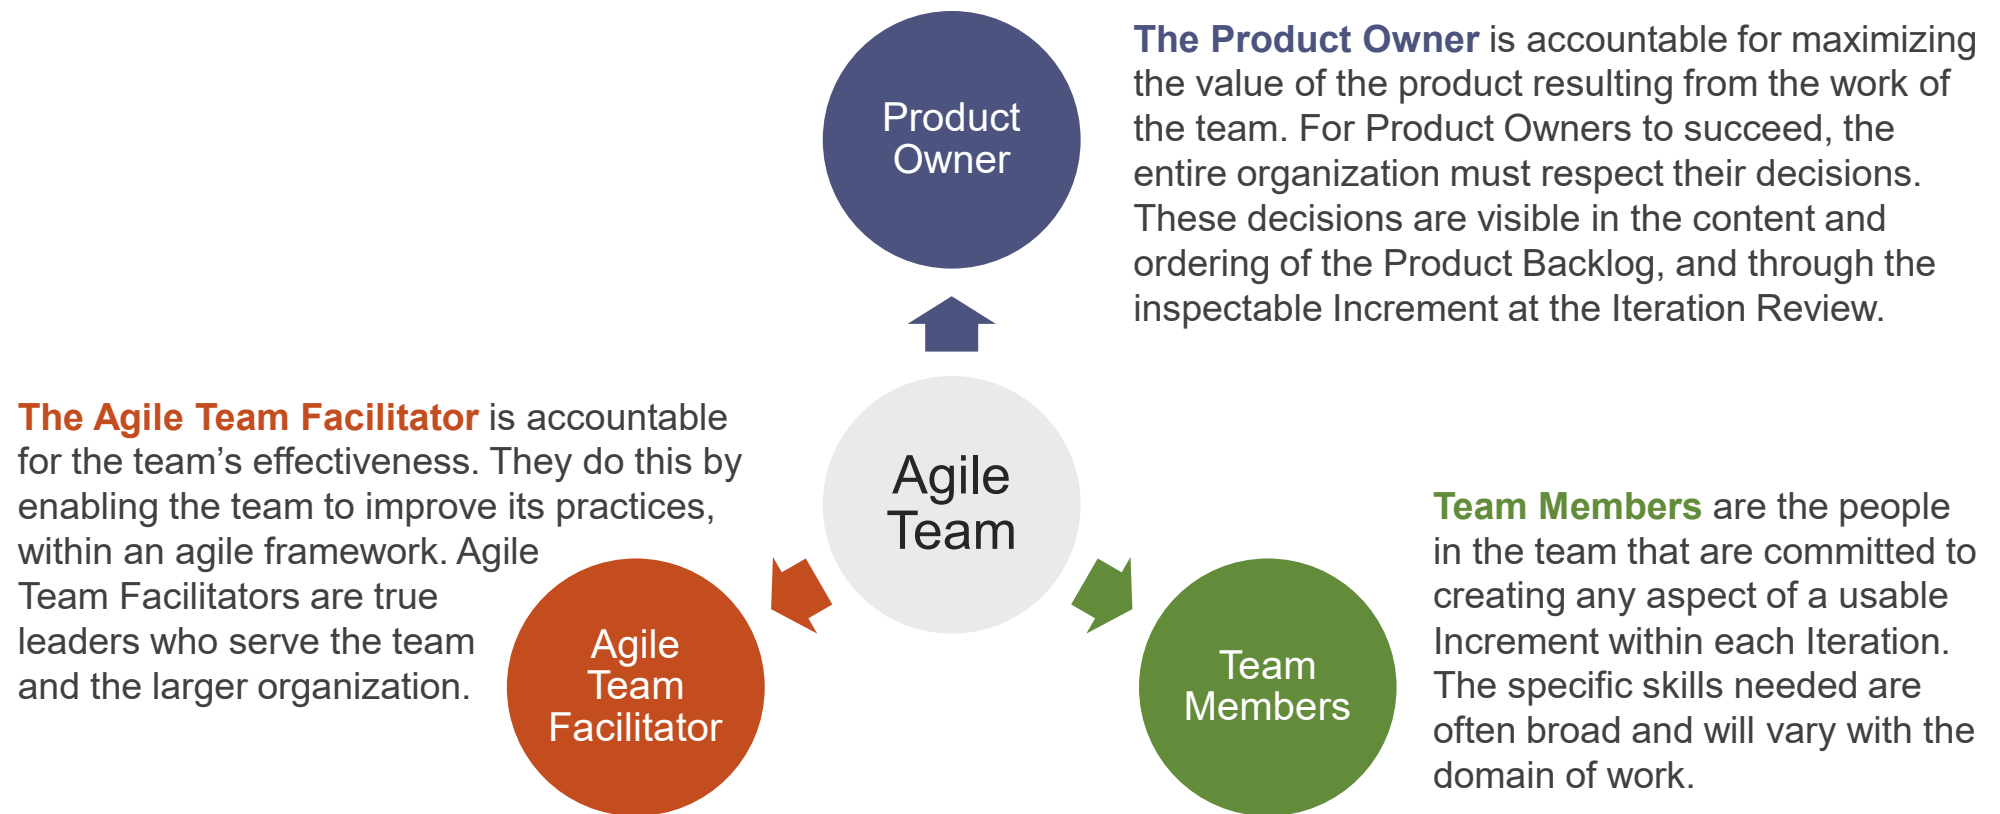 Product
Owner
The Product Owner is accountable for maximizing
the value of the product resulting from the work of
the team. For Product Owners to succeed, the
entire organization must respect their decisions.
These decisions are visible in the content and
ordering of the Product Backlog, and through the
inspectable Increment at the Iteration Review.
The Agile Team Facilitator is accountable
for the team’s effectiveness. They do this by
enabling the team to improve its practices,
within an agile framework. Agile
Team Facilitators are true
leaders who serve the team
and the larger organization.
Agile
Team
Agile
Team
Facilitator
Team
Members
Team Members are the people
in the team that are committed to
creating any aspect of a usable
Increment within each Iteration.
The specific skills needed are
often broad and will vary with the
domain of work.